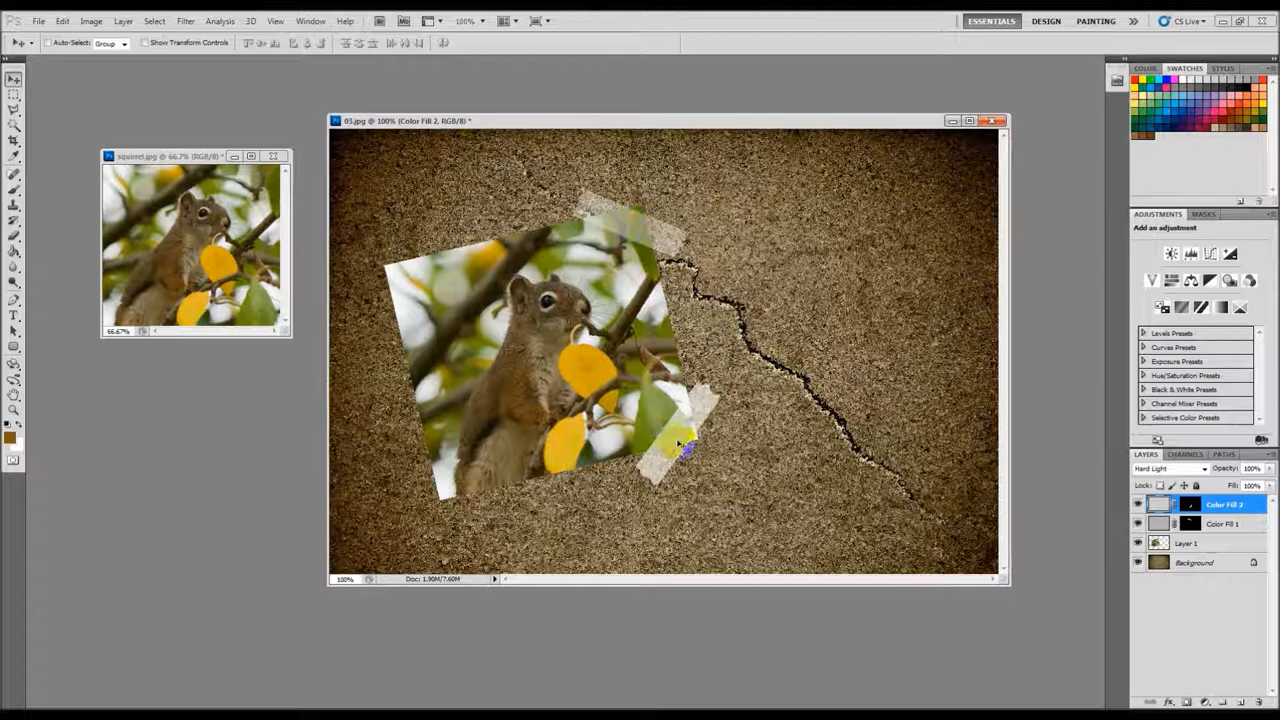 Ps File Edit Image Layer Select Filter Analysis 3D View Window Help Br Mb 100% ESSENTIALS DESIGN PAINTING CS Live
Auto-Select: Group Show Transform Controls
COLOR SWATCHES STYLES
03.jpg @ 100% (Color Fill 2, RGB/8) *
squirrel.jpg @ 66.7% (RGB/8) *
66.67%
ADJUSTMENTS MASKS
Add an adjustment
Levels Presets
Curves Presets
Exposure Presets
Hue/Saturation Presets
Black & White Presets
Channel Mixer Presets
Selective Color Presets
LAYERS CHANNELS PATHS
Hard Light Opacity: 100%
Lock: Fill: 100%
Color Fill 2
Color Fill 1
Layer 1
Background
100% Doc: 1.90M/7.60M